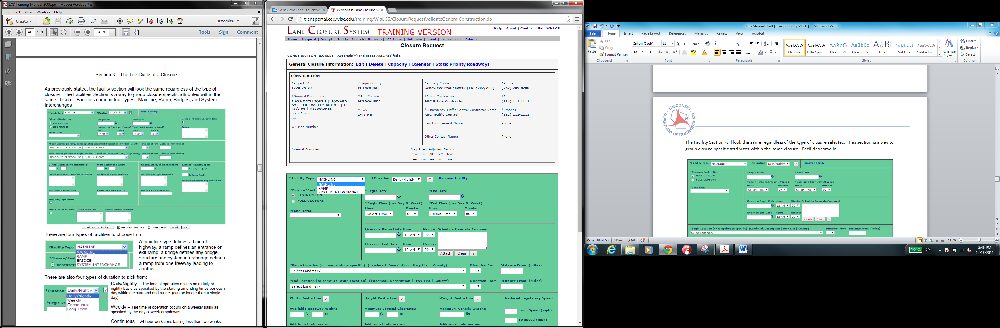 LCS Training Manual 2009.pdf - Adobe Acrobat Pro
File Edit View Window Help
Create
Customize
41 / 91
84.2%
Tools Sign Comment
Section 3 – The Life Cycle of a Closure
As previously stated, the facility section will look the same regardless of the type of
closure. The Facilities Section is a way to group closure specific attributes within the
same closure. Facilities come in four types: Mainline, Ramp, Bridges, and System
Interchanges
*Facility Type MAINLINE *Duration Daily/Nightly ? Remove Facility
*Closure/Restriction *Begin Date *End Date Outside of Permit/Capacity Hours
RESTRICTION
FULL CLOSURE *Begin Time (per Day Of Week) *End Time (per Day Of Week) Reason:
Hour: Minute: Hour: Minute:
*Lane Detail 12 AM 00 12 AM 00
*Begin Location (or ramp/bridge specific) (Landmark Description | Hwy List | County) Direction From Distance From (miles)
PIERCE - ST. CROIX CO LINE | US 63 NB | PIERCE
*End Location (or same as Begin Location) (Landmark Description | Hwy List | County) Direction From Distance From (miles)
PIERCE - ST. CROIX CO LINE | US 63 NB | PIERCE
Vertical Clearance of the Restriction: Width Restriction's Width: Weight Capacity of the Restriction: Reduced Regulatory Speed:
ft in ft in lbs From Speed (mph)
To Speed (mph)
Location of Vertical Clearance Restriction: Location of Width Restriction: Location of Weight Restriction: Location of Reduced Regulatory Speed:
Restriction's Structure ID: Restriction's Structure ID: Restriction's Structure ID:
Temporary Signalization
Signed Detour Available Detour Route Info Facility External Comment
Add Another Facility Use Same Date/Time Accept Closure Submit Reset
There are four types of facilities to choose from:
*Facility Type MAINLINE
MAINLINE
RAMP
*Closure/Rest BRIDGE
RESTRICTI SYSTEM INTERCHANGE
A mainline type defines a lane of
highway, a ramp defines an entrance or
exit ramp, a bridge defines any bridge
structure and system interchange defines
a ramp from one freeway leading to
another.
There are also four types of duration to pick from:
*Duration Daily/Nightly ?
Daily/Nightly
Weekly
*Begin Da Continuous
Long Term
Daily/Nightly – The time of operation occurs on a daily or
nightly basis as specified by the starting an ending times per each
day within the start and end range. (can be longer than a single
day)
Weekly – The time of operation occurs on a weekly basis as
specified by the day of week dropdowns.
Continuous – 24-hour work zone lasting less than two weeks.
Genevieve Leah Stollenwe
Wisconsin Lane Closure Sy
transportal.cee.wisc.edu/training/WisLCS/ClosureRequestValidateGeneralConstruction.do
LANE CLOSURE SYSTEM TRAINING VERSION
Help | About | Contact | Exit WisLCS
Home | Request | Accept | Modify | Search | Reports | 511 Local | Calendar | Email | Preferences | Admin
Closure Request
CONSTRUCTION REQUEST - Asterisk(*) indicates required field.
General Closure Information: Edit | Delete | Capacity | Calendar | Static Priority Roadways
CONSTRUCTION
*Project ID *Begin County *Primary Contact: *Phone:
1228-25-70 MILWAUKEE Genevieve Stollenwerk (LKE5207/ALL) (262) 789-8200
*General Description *End County *Prime Contractor: *Phone:
I 43 NORTH SOUTH | HOWARD MILWAUKEE ABC Prime Contractor (111) 111-1111
AVE - THE VALLEY BRIDGE | I
43/I 94 | MILWAUKEE *Hwy * Emergency Traffic Control Contractor Name: * Phone:
Local Program I-43 NB ABC Traffic Control (111) 111-1111
no
Law Enforcement Name: Phone:
WZ Map Number
Other Contact Name: Phone:
Internal Comment May Affect Adjacent Region
SW SE NE NC NW
no no no no no
*Facility Type MAINLINE *Duration Daily/Nightly ? Remove Facility
MAINLINE
RAMP
SYSTEM INTERCHANGE
*Closure/Restr *Begin Date *End Date
RESTRICTION
FULL CLOSURE *Begin Time (per Day Of Week) *End Time (per Day Of Week)
Hour: Minute: Hour: Minute:
*Lane Detail Select Time 00 Select Time 00
Override Begin Date Hour: Minute: Schedule Override Comment
12 AM 00
Override End Date Hour: Minute:
12 AM 00
Attach Clear ?
*Begin Location (or ramp/bridge specific) (Landmark Description | Hwy List | County) Direction From Distance From (miles)
Select Landmark
*End Location (or same as Begin Location) (Landmark Description | Hwy List | County) Direction From Distance From (miles)
Select Landmark
Width Restriction ? Height Restriction ? Weight Restriction ? Reduced Regulatory Speed
Available Roadway Width: Minimum Vertical Clearance: Maximum Vehicle Weight: From Speed (mph)
ft in ft in lbs
To Speed (mph)
Additional Information: Additional Information: Additional Information:
LCS Manual draft [Compatibility Mode] - Microsoft Word
File Home Insert Page Layout References Mailings Review View Acrobat
Paste Cut Copy Format Painter
Calibri (Body) 11
AaBbCcDc AaBbCcDc AaBbCc AaBbCc AaBl AaBbCcL AaBbCcDc
¶ Normal ¶ No Spaci... Heading 1 Heading 2 Title Subtitle Subtle Em...
Change Styles
Find Replace Select
Clipboard Font Paragraph Styles Editing
WISCONSIN DEPARTMENT OF TRANSPORTATION
The Facility Section will look the same regardless of the type of closure selected. This section is a way to
group closure specific attributes within the same closure. Facilities come in
*Facility Type MAINLINE *Duration Daily/Nightly ? Remove Facility
*Closure/Restriction *Begin Date *End Date
RESTRICTION
FULL CLOSURE *Begin Time (per Day Of Week) *End Time (per Day Of Week)
Hour: Minute: Hour: Minute:
*Lane Detail Select Time 00 Select Time 00
Override Begin Date Hour: Minute: Schedule Override Comment
12 AM 00
Override End Date Hour: Minute:
12 AM 00
Attach Clear ?
*Begin Location (or ramp/bridge specific) (Landmark Description | Hwy List | County) Direction From Distance From (miles)
Select Landmark
Page: 38 of 50 Words: 3,668 110%
100%
3:46 PM
12/18/2014